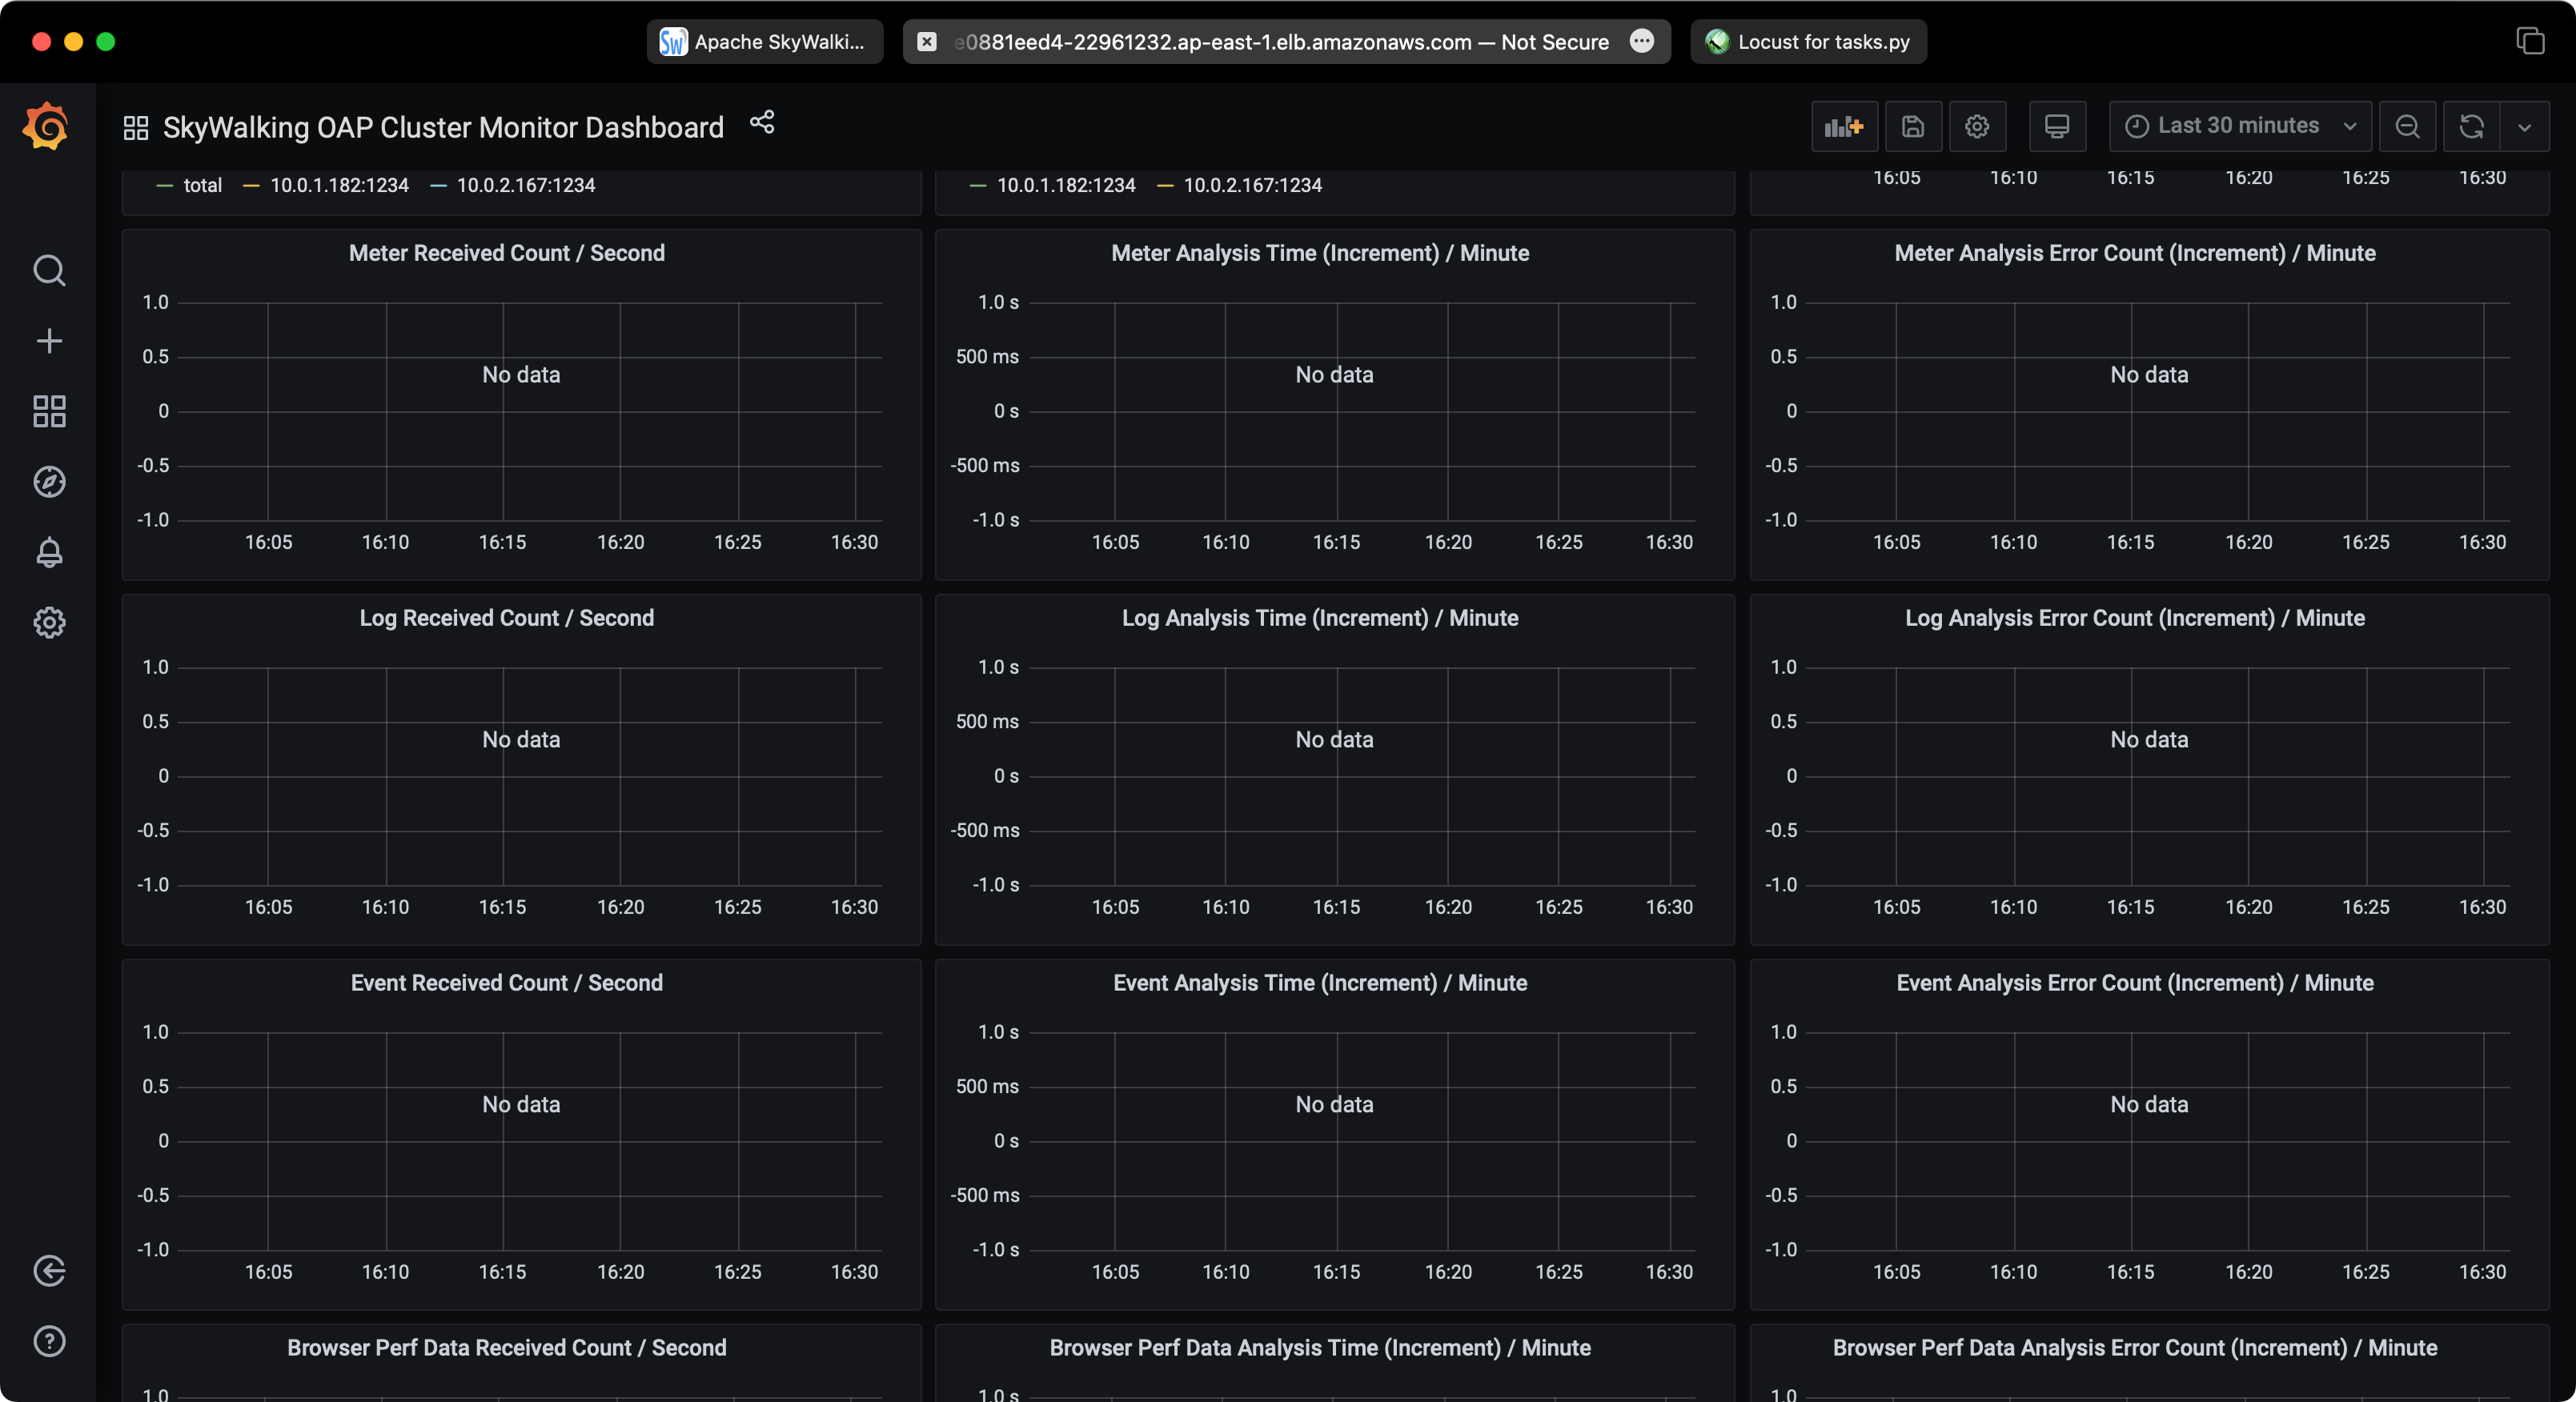 Apache SkyWalki...
e0881eed4-22961232.ap-east-1.elb.amazonaws.com — Not Secure
Locust for tasks.py
SkyWalking OAP Cluster Monitor Dashboard
Last 30 minutes
total 10.0.1.182:1234 10.0.2.167:1234
10.0.1.182:1234 10.0.2.167:1234
16:05 16:10 16:15 16:20 16:25 16:30
Meter Received Count / Second
1.0
0.5
No data
0
-0.5
-1.0
16:05 16:10 16:15 16:20 16:25 16:30
Meter Analysis Time (Increment) / Minute
1.0 s
500 ms
No data
0 s
-500 ms
-1.0 s
16:05 16:10 16:15 16:20 16:25 16:30
Meter Analysis Error Count (Increment) / Minute
1.0
0.5
No data
0
-0.5
-1.0
16:05 16:10 16:15 16:20 16:25 16:30
Log Received Count / Second
1.0
0.5
No data
0
-0.5
-1.0
16:05 16:10 16:15 16:20 16:25 16:30
Log Analysis Time (Increment) / Minute
1.0 s
500 ms
No data
0 s
-500 ms
-1.0 s
16:05 16:10 16:15 16:20 16:25 16:30
Log Analysis Error Count (Increment) / Minute
1.0
0.5
No data
0
-0.5
-1.0
16:05 16:10 16:15 16:20 16:25 16:30
Event Received Count / Second
1.0
0.5
No data
0
-0.5
-1.0
16:05 16:10 16:15 16:20 16:25 16:30
Event Analysis Time (Increment) / Minute
1.0 s
500 ms
No data
0 s
-500 ms
-1.0 s
16:05 16:10 16:15 16:20 16:25 16:30
Event Analysis Error Count (Increment) / Minute
1.0
0.5
No data
0
-0.5
-1.0
16:05 16:10 16:15 16:20 16:25 16:30
Browser Perf Data Received Count / Second
1.0
Browser Perf Data Analysis Time (Increment) / Minute
1.0 s
Browser Perf Data Analysis Error Count (Increment) / Minute
1.0